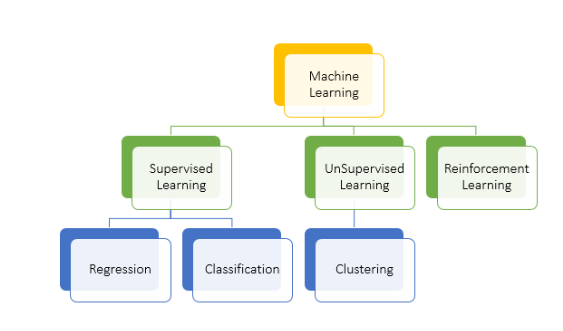 Machine
Learning
Supervised
Learning
UnSupervised
Learning
Reinforcement
Learning
Regression
Classification
Clustering